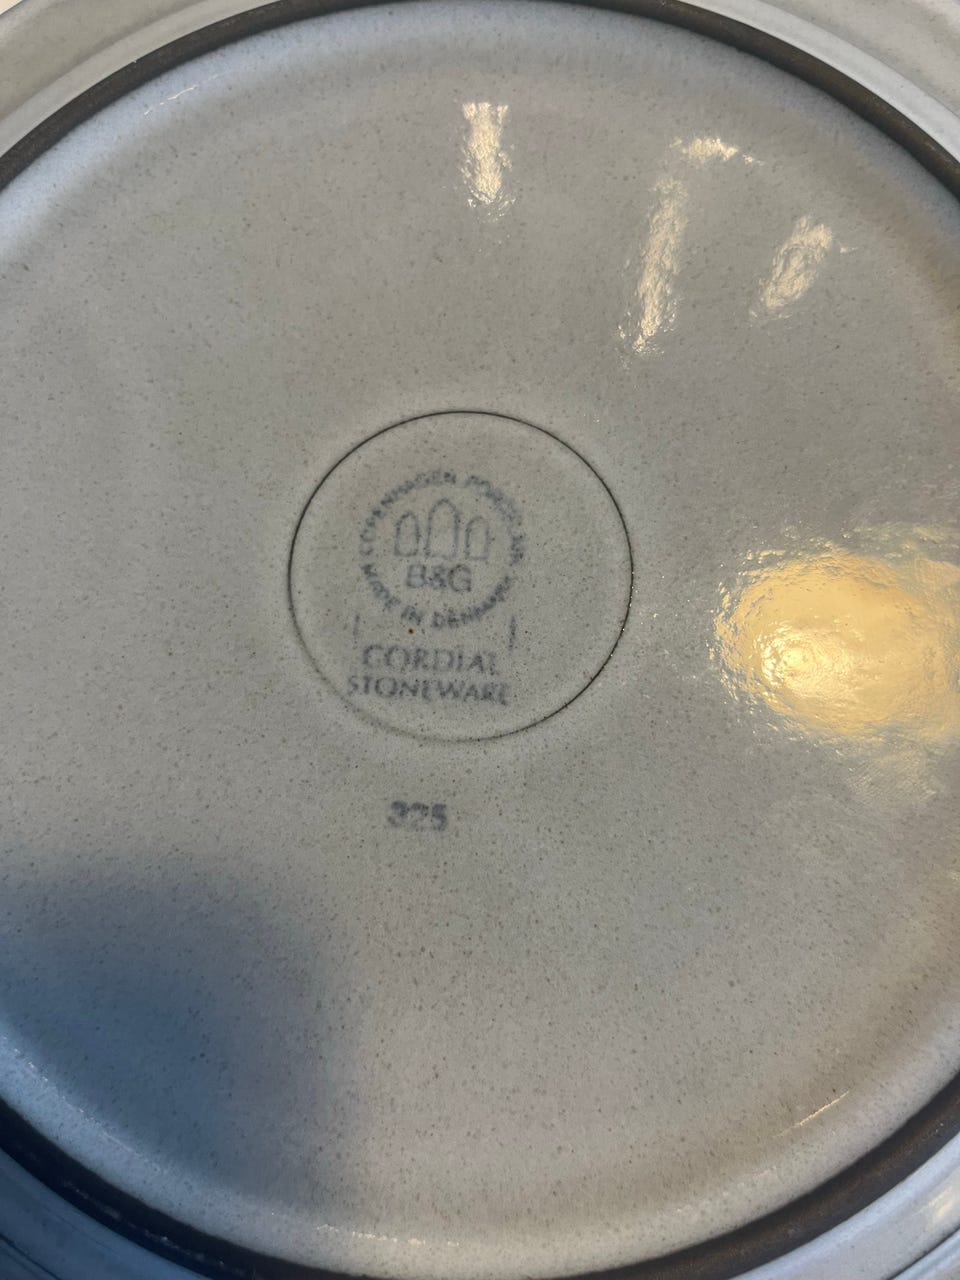 COPENHAGEN PORCELAIN
B&G
MADE IN DENMARK
CORDIAL
STONEWARE
325